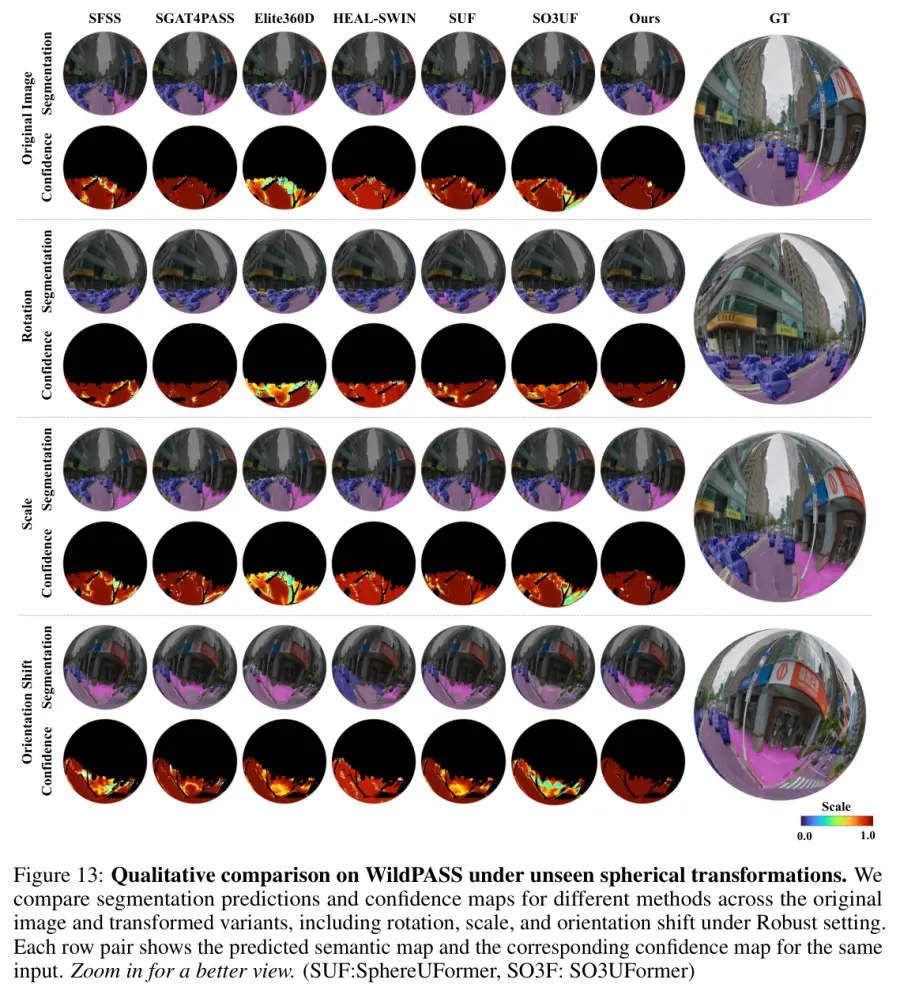 SFSS SGAT4PASS Elite360D HEAL-SWIN SUF SO3UF Ours GT
Original Image
Segmentation
Confidence
Rotation
Segmentation
Confidence
Scale
Segmentation
Confidence
Orientation Shift
Segmentation
Confidence
Scale
0.0 1.0
Figure 13: Qualitative comparison on WildPASS under unseen spherical transformations. We
compare segmentation predictions and confidence maps for different methods across the original
image and transformed variants, including rotation, scale, and orientation shift under Robust setting.
Each row pair shows the predicted semantic map and the corresponding confidence map for the same
input. Zoom in for a better view. (SUF:SphereUFormer, SO3F: SO3UFormer)